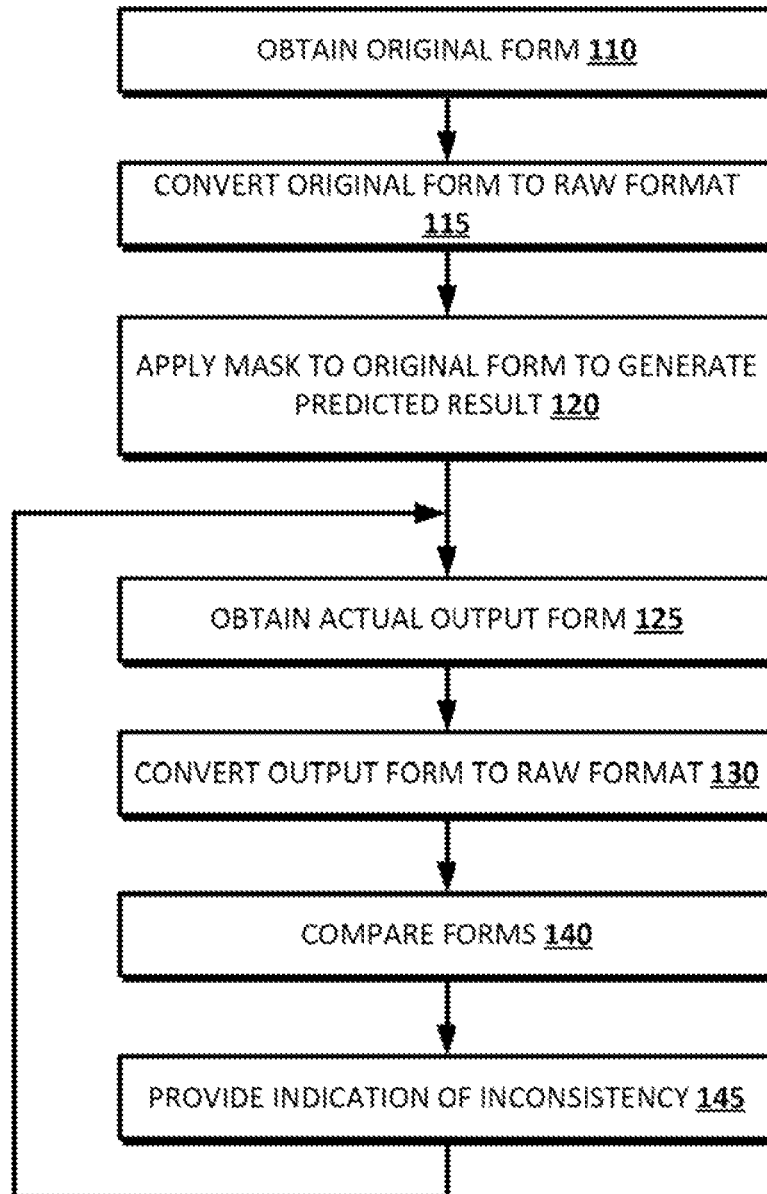 OBTAIN ORIGINAL FORM 110
CONVERT ORIGINAL FORM TO RAW FORMAT
115
APPLY MASK TO ORIGINAL FORM TO GENERATE
PREDICTED RESULT 120
OBTAIN ACTUAL OUTPUT FORM 125
CONVERT OUTPUT FORM TO RAW FORMAT 130
COMPARE FORMS 140
PROVIDE INDICATION OF INCONSISTENCY 145